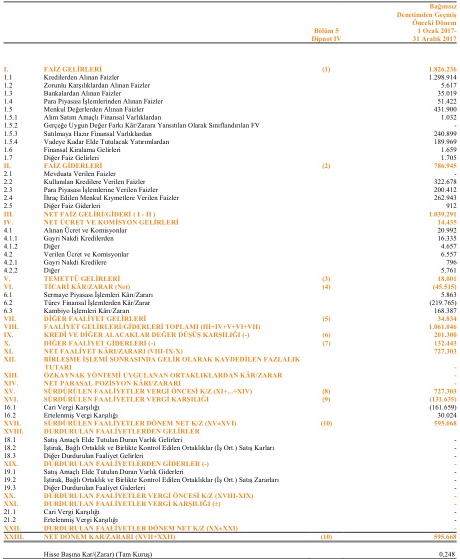 Bağımsız
Denetimden Geçmiş
Önceki Dönem
Bölüm 5 1 Ocak 2017-
Dipnot IV 31 Aralık 2017
I. FAİZ GELİRLERİ (1) 1.826.236
1.1 Kredilerden Alınan Faizler 1.298.914
1.2 Zorunlu Karşılıklardan Alınan Faizler 5.617
1.3 Bankalardan Alınan Faizler 35.019
1.4 Para Piyasası İşlemlerinden Alınan Faizler 51.422
1.5 Menkul Değerlerden Alınan Faizler 431.900
1.5.1 Alım Satım Amaçlı Finansal Varlıklardan 1.032
1.5.2 Gerçeğe Uygun Değer Farkı Kâr/Zarara Yansıtılan Olarak Sınıflandırılan FV -
1.5.3 Satılmaya Hazır Finansal Varlıklardan 240.899
1.5.4 Vadeye Kadar Elde Tutulacak Yatırımlardan 189.969
1.6 Finansal Kiralama Gelirleri 1.659
1.7 Diğer Faiz Gelirleri 1.705
II. FAİZ GİDERLERİ (2) 786.945
2.1 Mevduata Verilen Faizler -
2.2 Kullanılan Kredilere Verilen Faizler 322.678
2.3 Para Piyasası İşlemlerine Verilen Faizler 200.412
2.4 İhraç Edilen Menkul Kıymetlere Verilen Faizler 262.943
2.5 Diğer Faiz Giderleri 912
III. NET FAİZ GELİRİ/GİDERİ ( I - II ) 1.039.291
IV. NET ÜCRET VE KOMİSYON GELİRLERİ 14.435
4.1 Alınan Ücret ve Komisyonlar 20.992
4.1.1 Gayri Nakdi Kredilerden 16.335
4.1.2 Diğer 4.657
4.2 Verilen Ücret ve Komisyonlar 6.557
4.2.1 Gayri Nakdi Kredilere 796
4.2.2 Diğer 5.761
V. TEMETTÜ GELİRLERİ (3) 18.001
VI. TİCARİ KÂR/ZARAR (Net) (4) (45.515)
6.1 Sermaye Piyasası İşlemleri Kârı/Zararı 5.863
6.2 Türev Finansal İşlemlerden Kâr/Zarar (219.765)
6.3 Kambiyo İşlemleri Kârı/Zararı 168.387
VII. DİĞER FAALİYET GELİRLERİ (5) 34.834
VIII. FAALİYET GELİRLERİ/GİDERLERİ TOPLAMI (III+IV+V+VI+VII) 1.061.046
IX. KREDİ VE DİĞER ALACAKLAR DEĞER DÜŞÜŞ KARŞILIĞI (-) (6) 201.300
X. DİĞER FAALİYET GİDERLERİ (-) (7) 132.443
XI. NET FAALİYET KÂRI/ZARARI (VIII-IX-X) 727.303
XII. BİRLEŞME İŞLEMİ SONRASINDA GELİR OLARAK KAYDEDİLEN FAZLALIK
TUTARI -
XIII. ÖZKAYNAK YÖNTEMİ UYGULANAN ORTAKLIKLARDAN KÂR/ZARAR -
XIV. NET PARASAL POZİSYON KÂRI/ZARARI -
XV. SÜRDÜRÜLEN FAALİYETLER VERGİ ÖNCESİ K/Z (XI+...+XIV) (8) 727.303
XVI. SÜRDÜRÜLEN FAALİYETLER VERGİ KARŞILIĞI (9) (131.635)
16.1 Cari Vergi Karşılığı (161.659)
16.2 Ertelenmiş Vergi Karşılığı 30.024
XVII. SÜRDÜRÜLEN FAALİYETLER DÖNEM NET K/Z (XV±XVI) (10) 595.668
XVIII. DURDURULAN FAALİYETLERDEN GELİRLER -
18.1 Satış Amaçlı Elde Tutulan Duran Varlık Gelirleri -
18.2 İştirak, Bağlı Ortaklık ve Birlikte Kontrol Edilen Ortaklıklar (İş Ort.) Satış Karları -
18.3 Diğer Durdurulan Faaliyet Gelirleri -
XIX. DURDURULAN FAALİYETLERDEN GİDERLER (-) -
19.1 Satış Amaçlı Elde Tutulan Duran Varlık Giderleri -
19.2 İştirak, Bağlı Ortaklık ve Birlikte Kontrol Edilen Ortaklıklar (İş Ort.) Satış Zararları -
19.3 Diğer Durdurulan Faaliyet Giderleri -
XX. DURDURULAN FAALİYETLER VERGİ ÖNCESİ K/Z (XVIII-XIX) -
XXI. DURDURULAN FAALİYETLER VERGİ KARŞILIĞI (±) -
21.1 Cari Vergi Karşılığı -
21.2 Ertelenmiş Vergi Karşılığı -
XXII. DURDURULAN FAALİYETLER DÖNEM NET K/Z (XX±XXI) -
XXIII. NET DÖNEM KARI/ZARARI (XVII+XXII) (10) 595.668
Hisse Başına Kar/(Zarar) (Tam Kuruş) 0,248